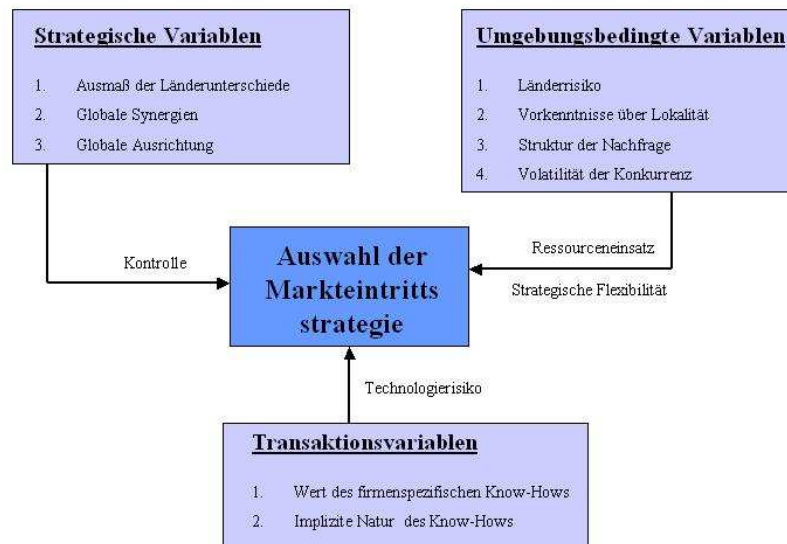 Strategische Variablen
1. Ausmaß der Länderunterschiede
2. Globale Synergien
3. Globale Ausrichtung
Umgebungsbedingte Variablen
1. Länderrisiko
2. Vorkenntnisse über Lokalität
3. Struktur der Nachfrage
4. Volatilität der Konkurrenz
Kontrolle
Auswahl der
Markteintritts
strategie
Ressourceneinsatz
Strategische Flexibilität
Technologierisiko
Transaktionsvariablen
1. Wert des firmenspezifischen Know-Hows
2. Implizite Natur des Know-Hows